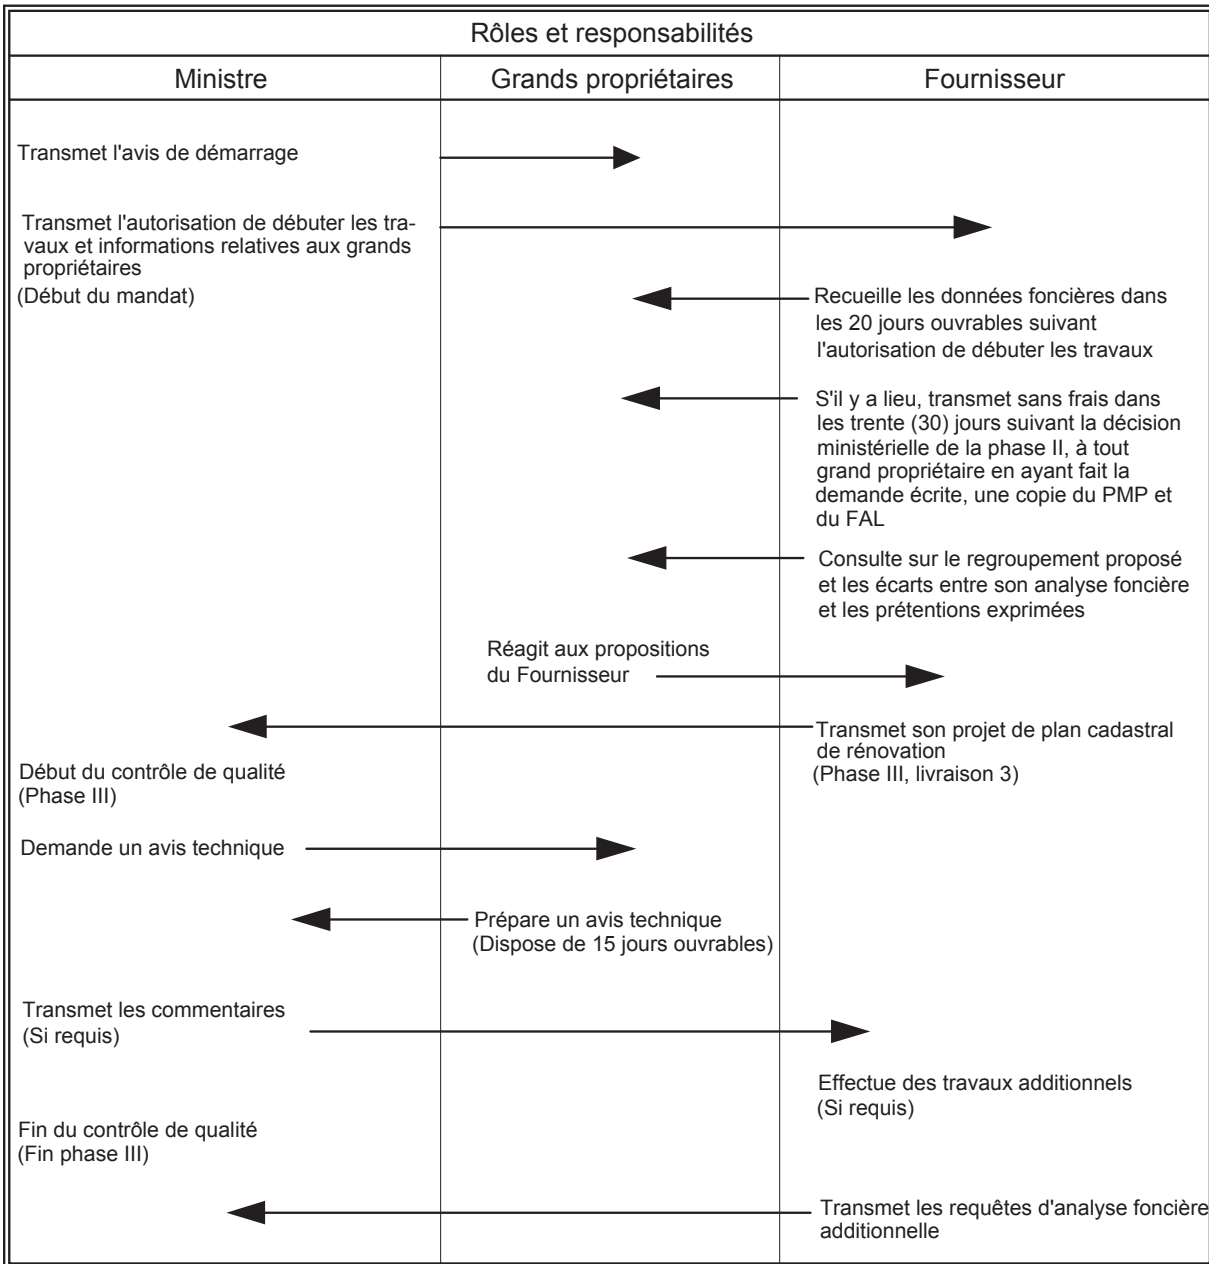 Rôles et responsabilités
Ministre
Grands propriétaires
Fournisseur
Transmet l'avis de démarrage
Transmet l'autorisation de débuter les tra-
vaux et informations relatives aux grands
propriétaires
(Début du mandat)
Recueille les données foncières dans
les 20 jours ouvrables suivant
l'autorisation de débuter les travaux
S'il y a lieu, transmet sans frais dans
les trente (30) jours suivant la décision
ministérielle de la phase II, à tout
grand propriétaire en ayant fait la
demande écrite, une copie du PMP et
du FAL
Consulte sur le regroupement proposé
et les écarts entre son analyse foncière
et les prétentions exprimées
Réagit aux propositions
du Fournisseur
Transmet son projet de plan cadastral
de rénovation
(Phase III, livraison 3)
Début du contrôle de qualité
(Phase III)
Demande un avis technique
Prépare un avis technique
(Dispose de 15 jours ouvrables)
Transmet les commentaires
(Si requis)
Effectue des travaux additionnels
(Si requis)
Fin du contrôle de qualité
(Fin phase III)
Transmet les requêtes d'analyse foncière
additionnelle